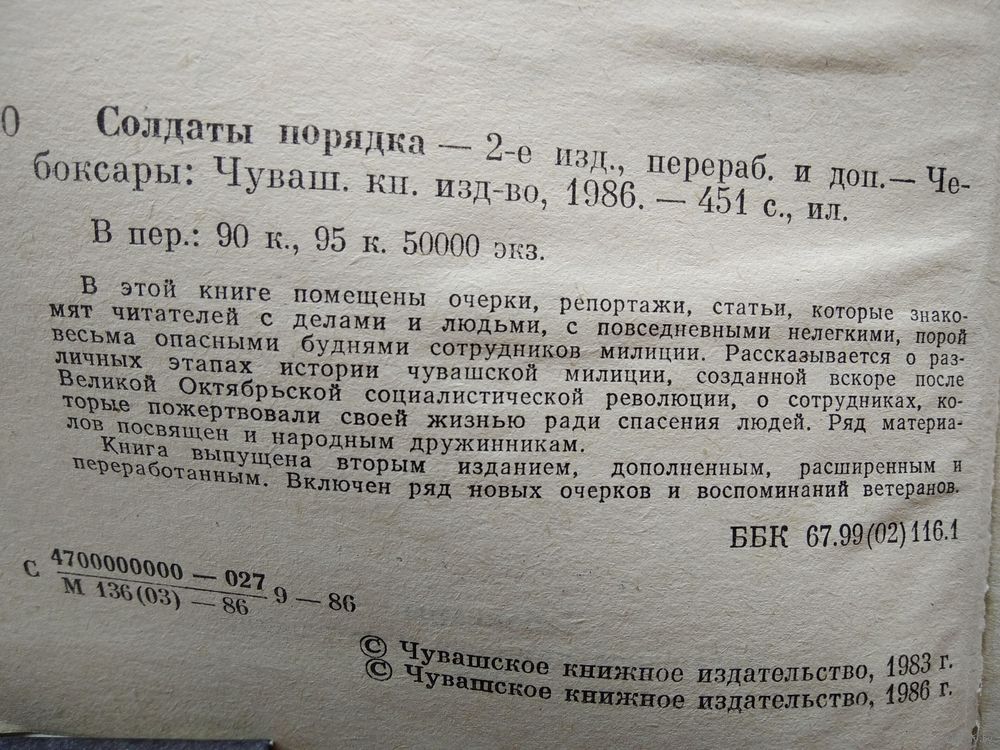 0 Солдаты порядка — 2-е изд., перераб. и доп.— Че-
боксары: Чуваш. кн. изд-во, 1986. — 451 с., ил.
В пер.: 90 к., 95 к. 50000 экз.
В этой книге помещены очерки, репортажи, статьи, которые знако-
мят читателей с делами и людьми, с повседневными нелегкими, порой
весьма опасными буднями сотрудников милиции. Рассказывается о раз-
личных этапах истории чувашской милиции, созданной вскоре после
Великой Октябрьской социалистической революции, о сотрудниках, ко-
торые пожертвовали своей жизнью ради спасения людей. Ряд материа-
лов посвящен и народным дружинникам.
Книга выпущена вторым изданием, дополненным, расширенным и
переработанным. Включен ряд новых очерков и воспоминаний ветеранов.
ББК 67.99(02)116.1
С 4700000000 — 027
М 136(03) — 86 9 — 86
© Чувашское книжное издательство, 1983 г.
© Чувашское книжное издательство, 1986 г.